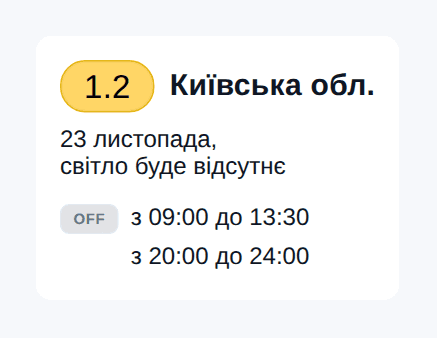 1.2 Київська обл.
23 листопада,
світло буде відсутнє
OFF з 09:00 до 13:30
з 20:00 до 24:00